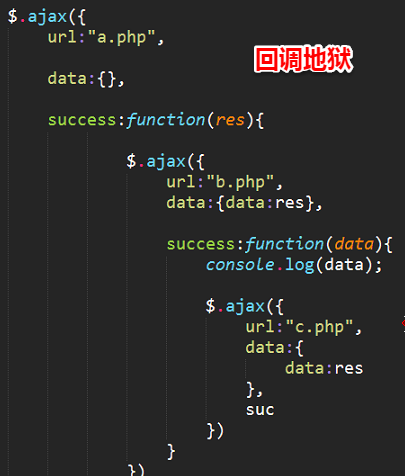 $.ajax({
url:"a.php",
回调地狱
data:{},
success:function(res){
$.ajax({
url:"b.php",
data:{data:res},
success:function(data){
console.log(data);
$.ajax({
url:"c.php",
data:{
data:res
},
suc
})
}
})